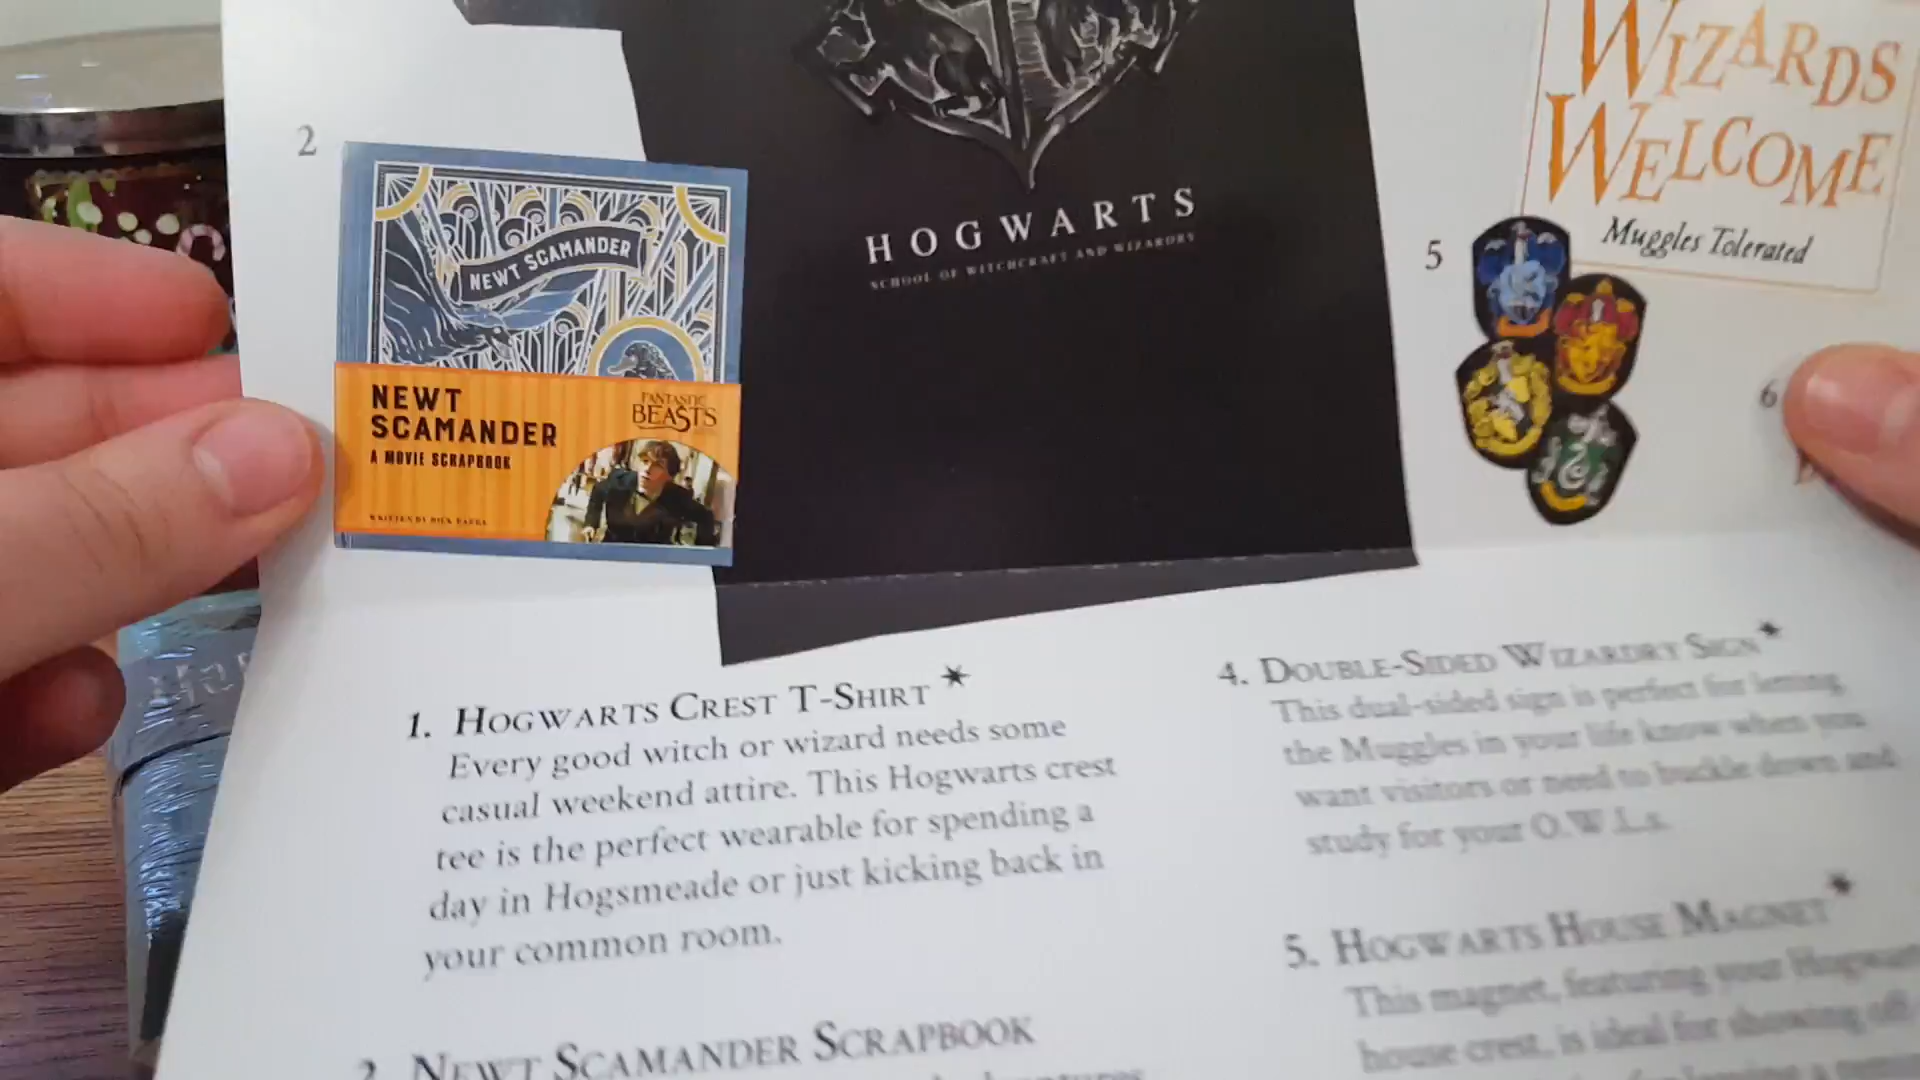 2
NEWT SCAMANDER
NEWT
SCAMANDER
A MOVIE SCRAPBOOK
FANTASTIC
BEASTS
WRITTEN BY RICK BARBA
HOGWARTS
SCHOOL OF WITCHCRAFT AND WIZARDRY
WIZARDS
WELCOME
Muggles Tolerated
5
6
1. HOGWARTS CREST T-SHIRT *
Every good witch or wizard needs some
casual weekend attire. This Hogwarts crest
tee is the perfect wearable for spending a
day in Hogsmeade or just kicking back in
your common room.
2. NEWT SCAMANDER SCRAPBOOK
4. DOUBLE-SIDED WIZARDRY SIGN *
This dual-sided sign is perfect for letting
the Muggles in your life know when you
want visitors or need to buckle down and
study for your O.W.L.s.
5. HOGWARTS HOUSE MAGNET *
This magnet, featuring your Hogwarts
house crest, is ideal for showing off